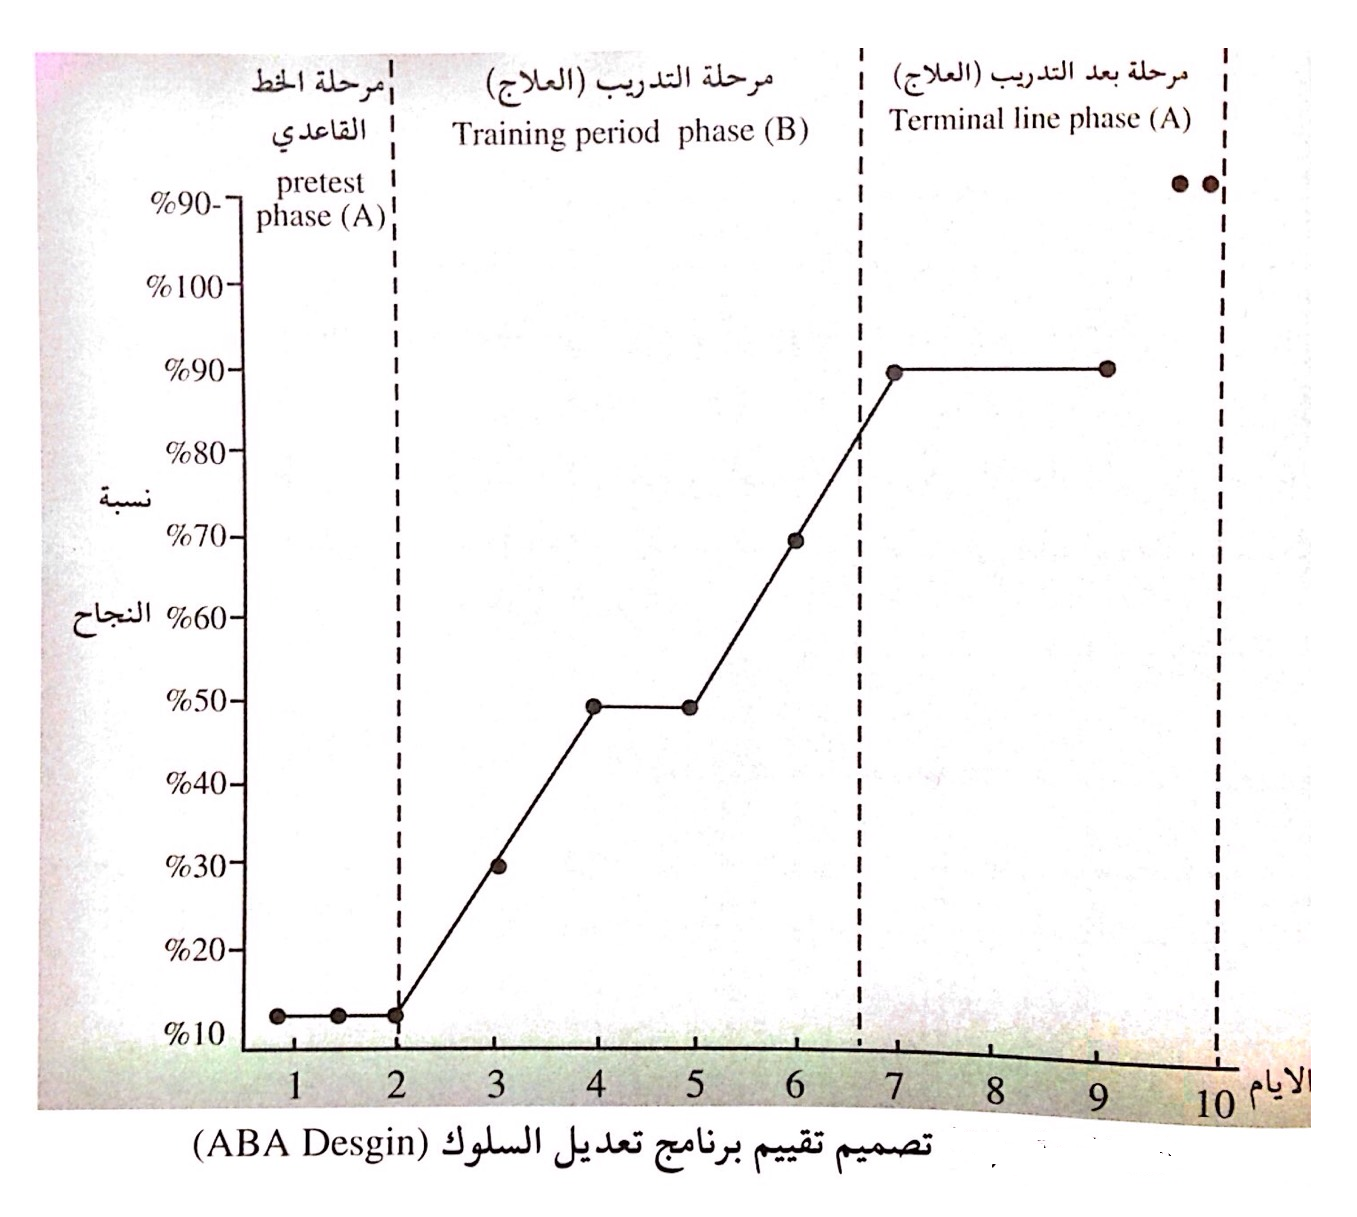 مرحلة الخط
القاعدي
pretest
phase (A)
مرحلة التدريب (العلاج)
Training period phase (B)
مرحلة بعد التدريب (العلاج)
Terminal line phase (A)
%90-
%100
%90
%80
%70
%60
%50
%40
%30
%20
%10
نسبة
النجاح
1 2 3 4 5 6 7 8 9 10
الايام
تصميم تقييم برنامج تعديل السلوك (ABA Desgin)